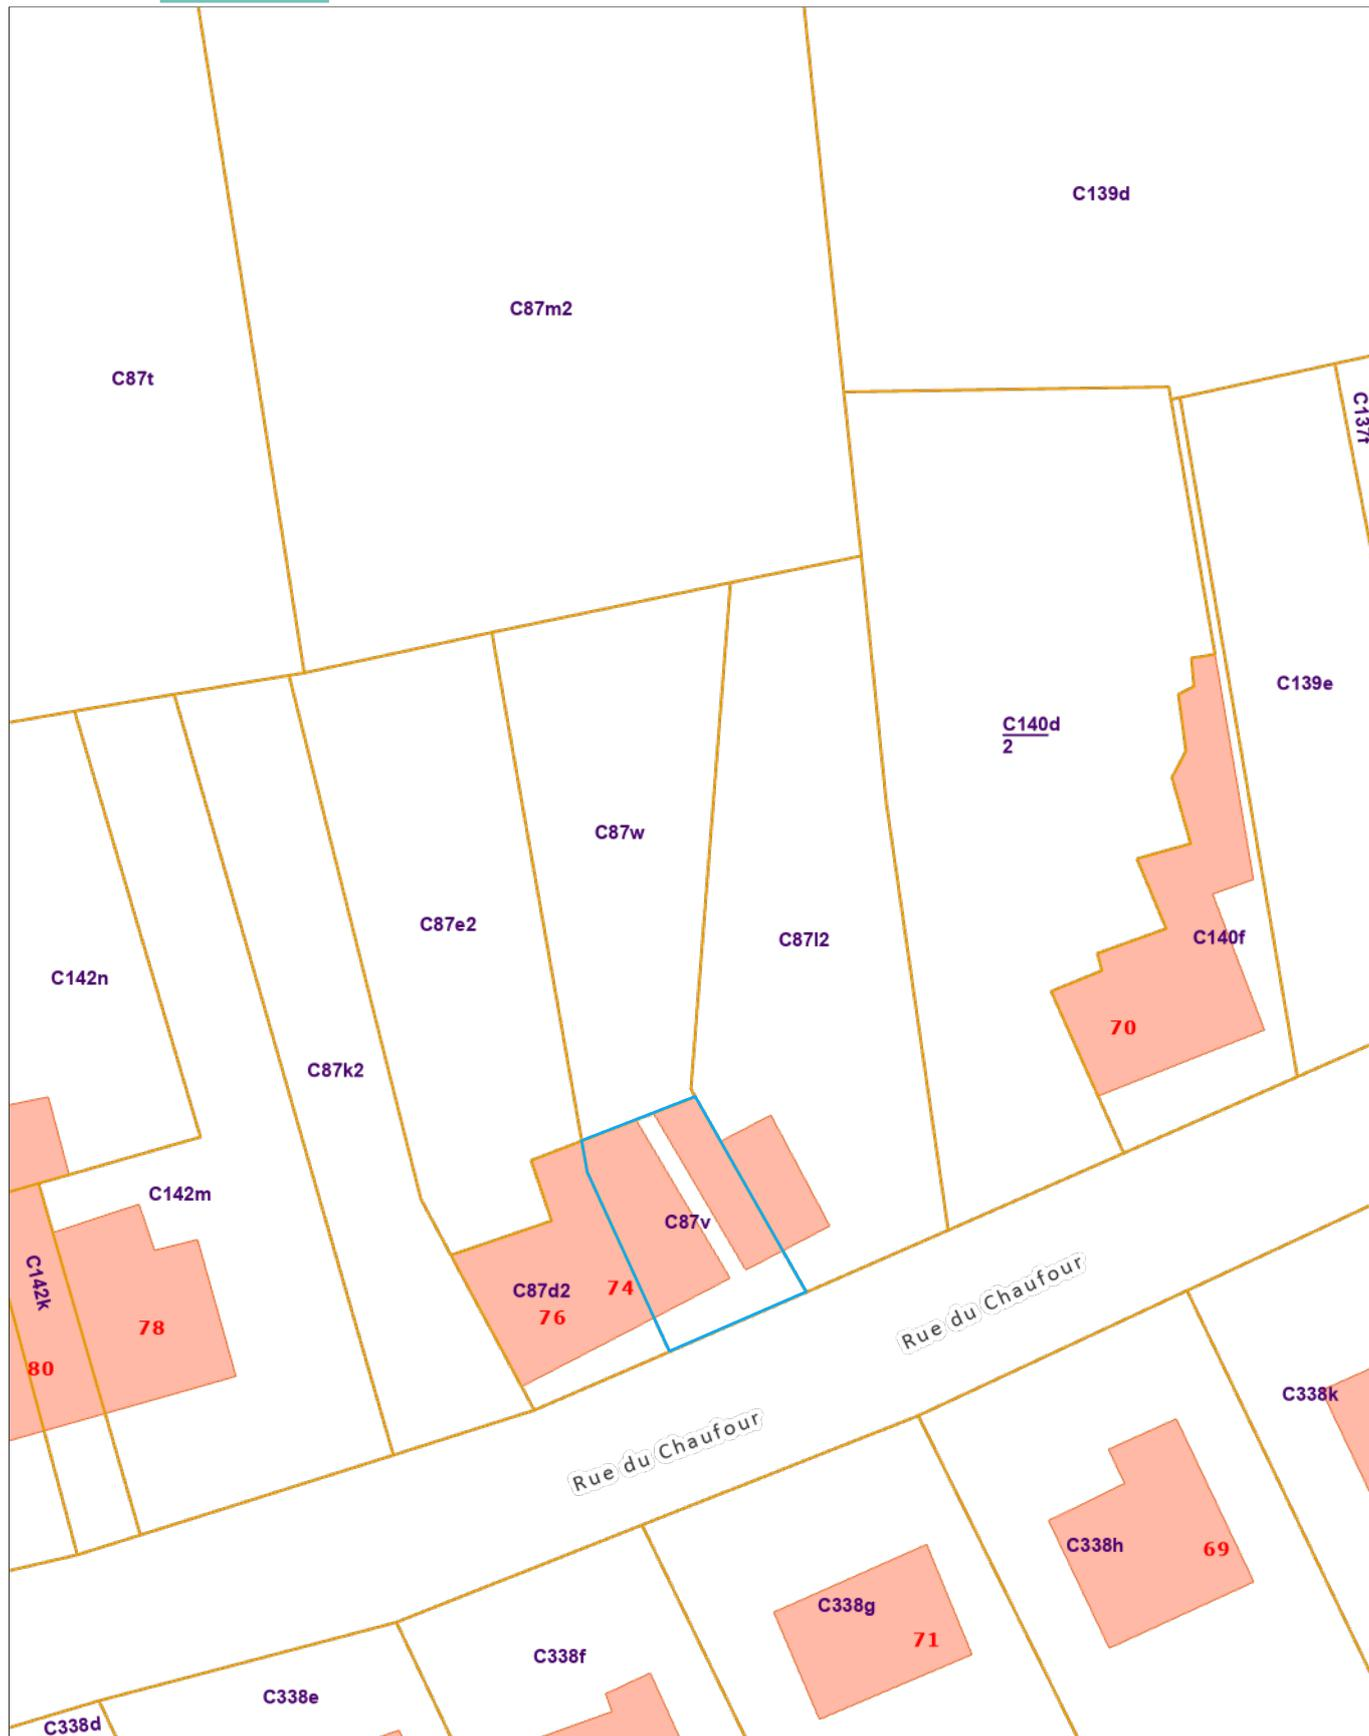 C139d
C87m2
C87t
C137f
C139e
C140d
2
C87w
C87e2
C87l2
C140f
C142n
70
C87k2
C142m
C87v
C142k
C87d2
74
76
78
80
Rue du Chaufour
Rue du Chaufour
C338k
C338h
69
C338g
71
C338f
C338e
C338d